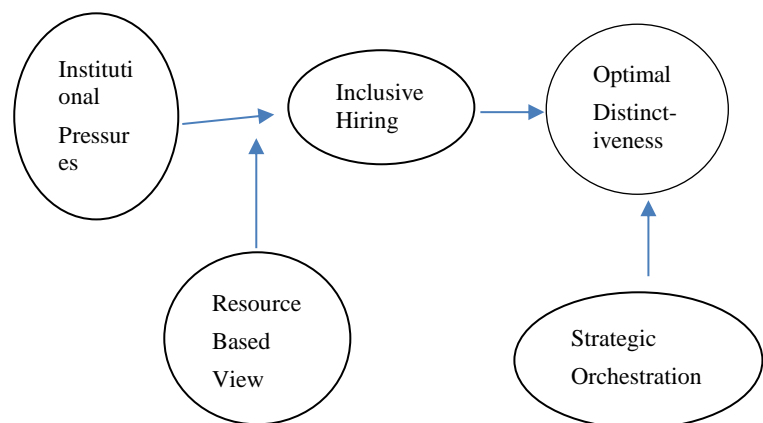 Instituti
onal
Pressur
es
Inclusive
Hiring
Optimal
Distinct-
iveness
Resource
Based
View
Strategic
Orchestration